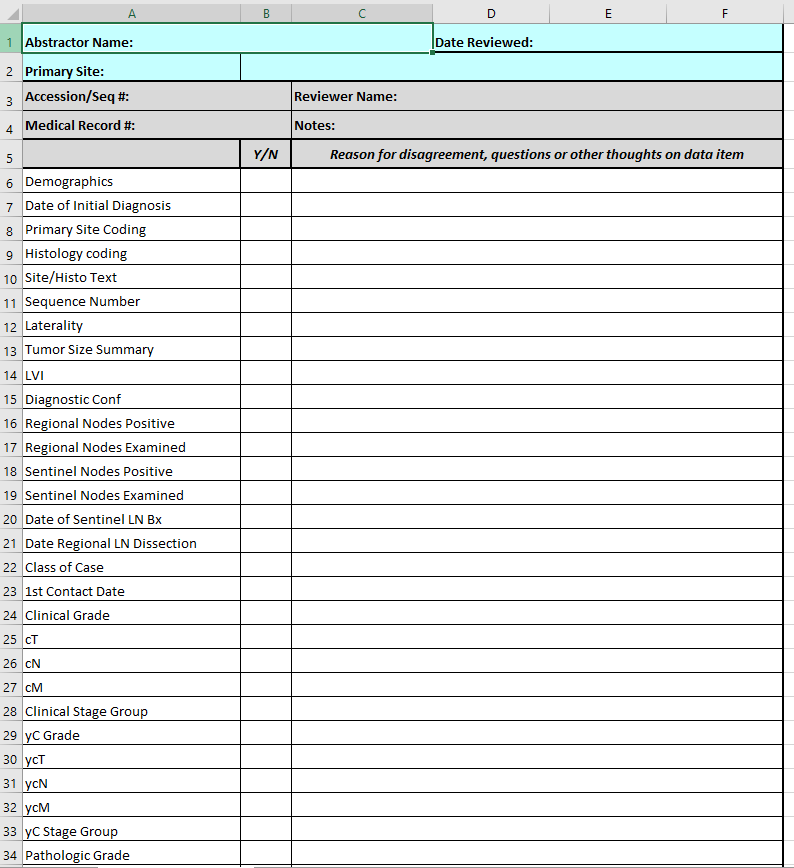 A B C D E F
1 Abstractor Name: Date Reviewed:
2 Primary Site:
3 Accession/Seq #: Reviewer Name:
4 Medical Record #: Notes:
5 Y/N Reason for disagreement, questions or other thoughts on data item
6 Demographics
7 Date of Initial Diagnosis
8 Primary Site Coding
9 Histology coding
10 Site/Histo Text
11 Sequence Number
12 Laterality
13 Tumor Size Summary
14 LVI
15 Diagnostic Conf
16 Regional Nodes Positive
17 Regional Nodes Examined
18 Sentinel Nodes Positive
19 Sentinel Nodes Examined
20 Date of Sentinel LN Bx
21 Date Regional LN Dissection
22 Class of Case
23 1st Contact Date
24 Clinical Grade
25 cT
26 cN
27 cM
28 Clinical Stage Group
29 yC Grade
30 ycT
31 ycN
32 ycM
33 yC Stage Group
34 Pathologic Grade